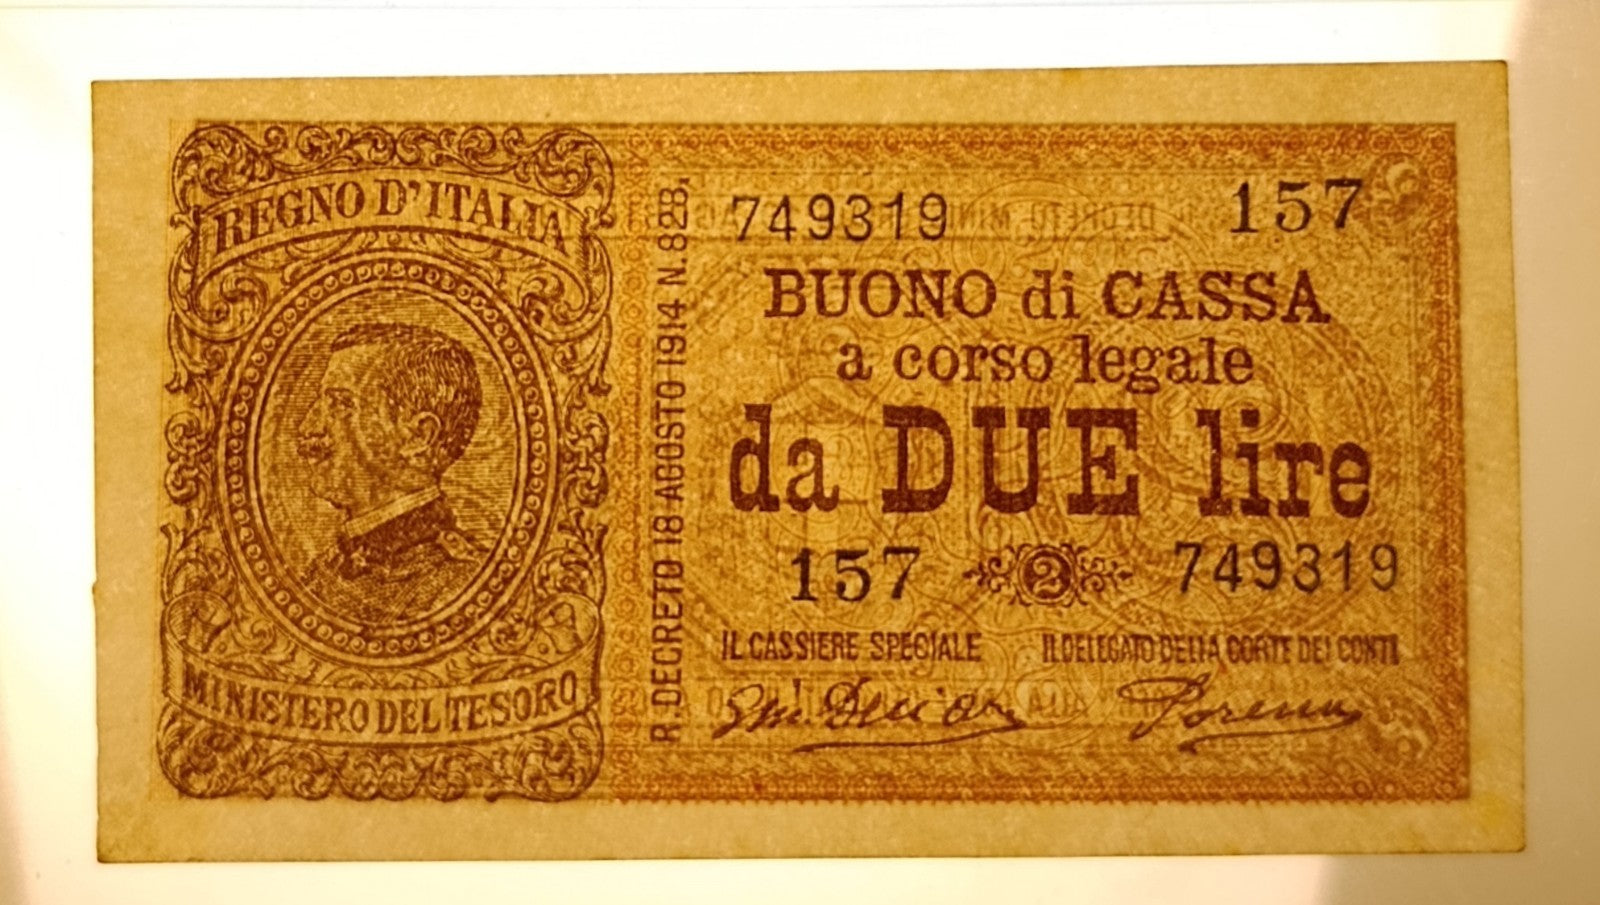 REGNO D'ITALIA
MINISTERO DEL TESORO
R. DECRETO 18 AGOSTO 1914 N. 828.
749319 157
BUONO di CASSA
a corso legale
da DUE lire
157 2 749319
IL CASSIERE SPECIALE IL DELEGATO DELLA CORTE DEI CONTI